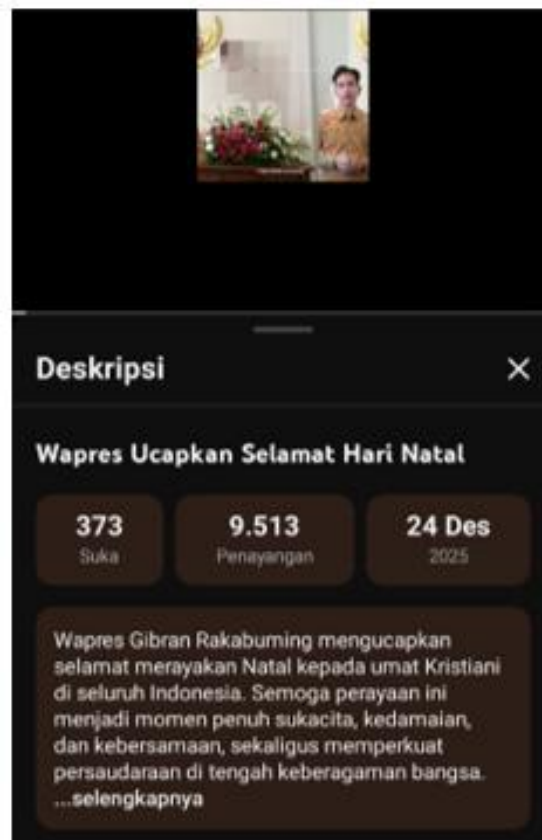 Deskripsi
Wapres Ucapkan Selamat Hari Natal
373
Suka
9.513
Penayangan
24 Des
2025
Wapres Gibran Rakabuming mengucapkan
selamat merayakan Natal kepada umat Kristiani
di seluruh Indonesia. Semoga perayaan ini
menjadi momen penuh sukacita, kedamaian,
dan kebersamaan, sekaligus memperkuat
persaudaraan di tengah keberagaman bangsa.
...selengkapnya